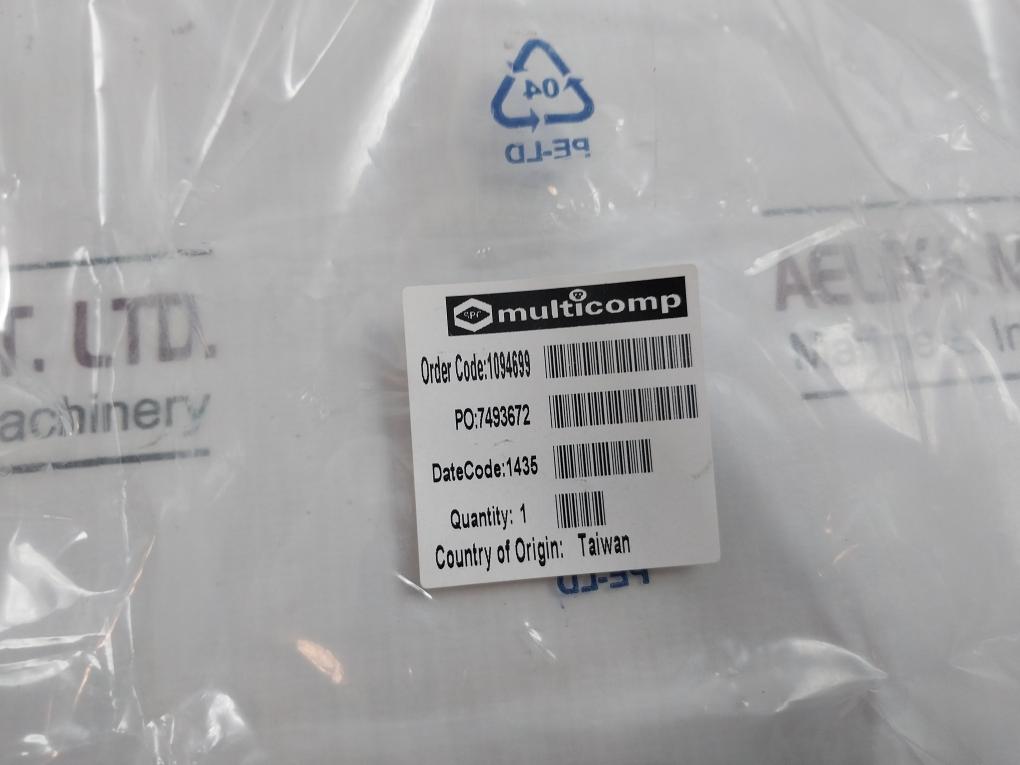 04
PE-LD
T. LTD.
achinery
multicomp
Order Code:1094699
PO:7493672
DateCode:1435
Quantity: 1
Country of Origin: Taiwan
PE-LD